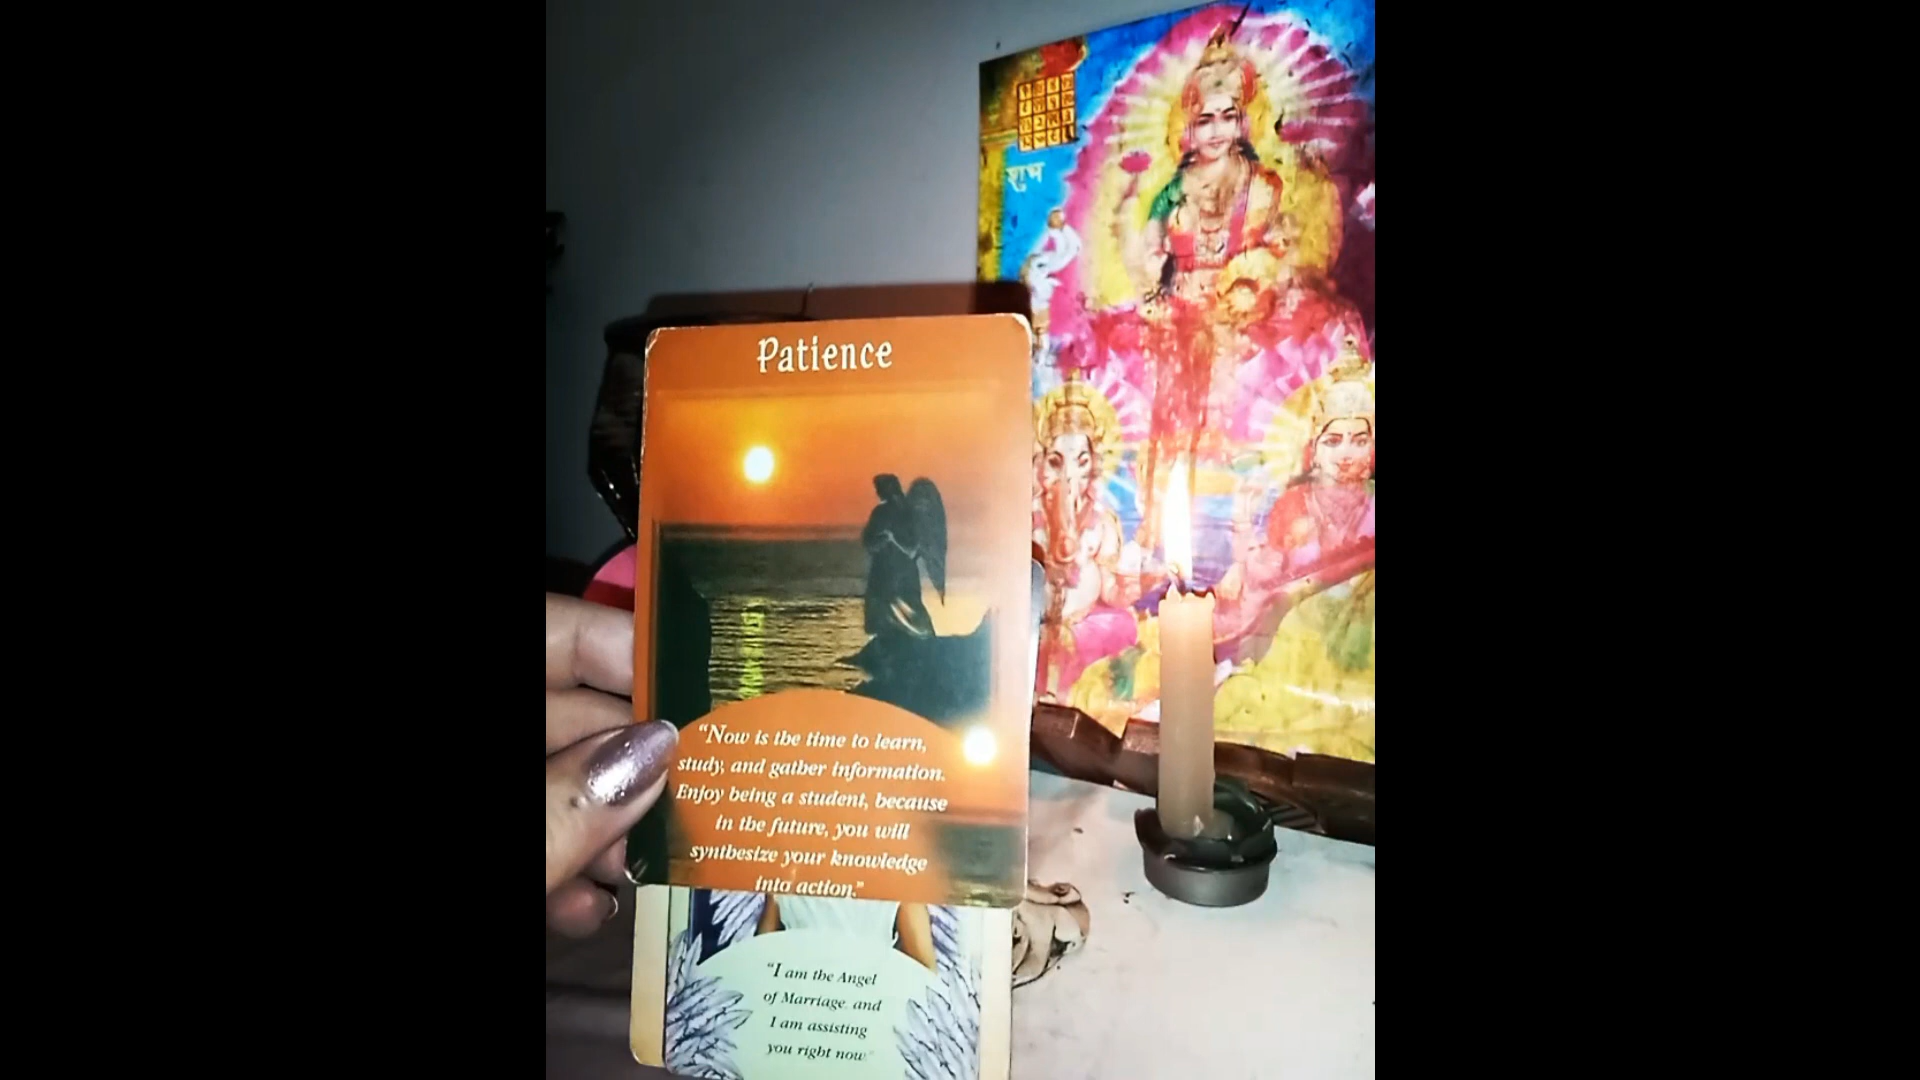 शुभ
Patience
"Now is the time to learn,
study, and gather information.
Enjoy being a student, because
in the future, you will
synthesize your knowledge
into action."
"I am the Angel
of Marriage, and
I am assisting
you right now."